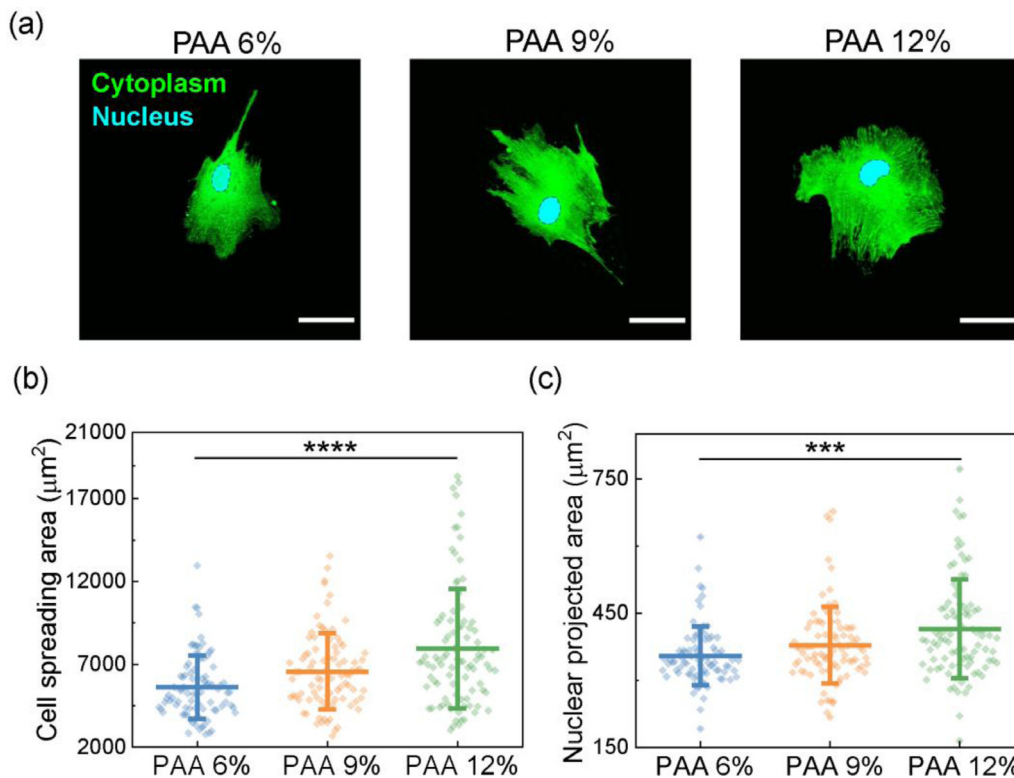 (a)
PAA 6%
PAA 9%
PAA 12%
Cytoplasm
Nucleus
(b)
Cell spreading area (μm²)
21000
17000
12000
7000
2000
****
PAA 6% PAA 9% PAA 12%
(c)
Nuclear projected area (μm²)
750
450
150
***
PAA 6% PAA 9% PAA 12%